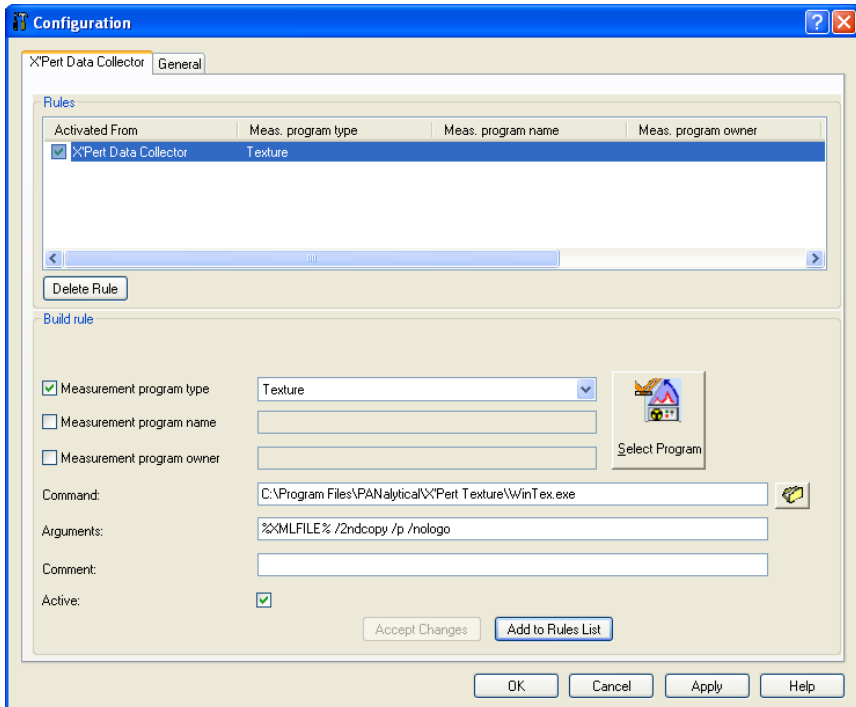 Configuration
X'Pert Data Collector General
Rules
Activated From Meas. program type Meas. program name Meas. program owner
X'Pert Data Collector Texture
Delete Rule
Build rule
Measurement program type Texture
Measurement program name
Select Program
Measurement program owner
Command: C:\Program Files\PANalytical\X'Pert Texture\WinTex.exe
Arguments: %XMLFILE% /2ndcopy /p /nologo
Comment:
Active:
Accept Changes Add to Rules List
OK Cancel Apply Help